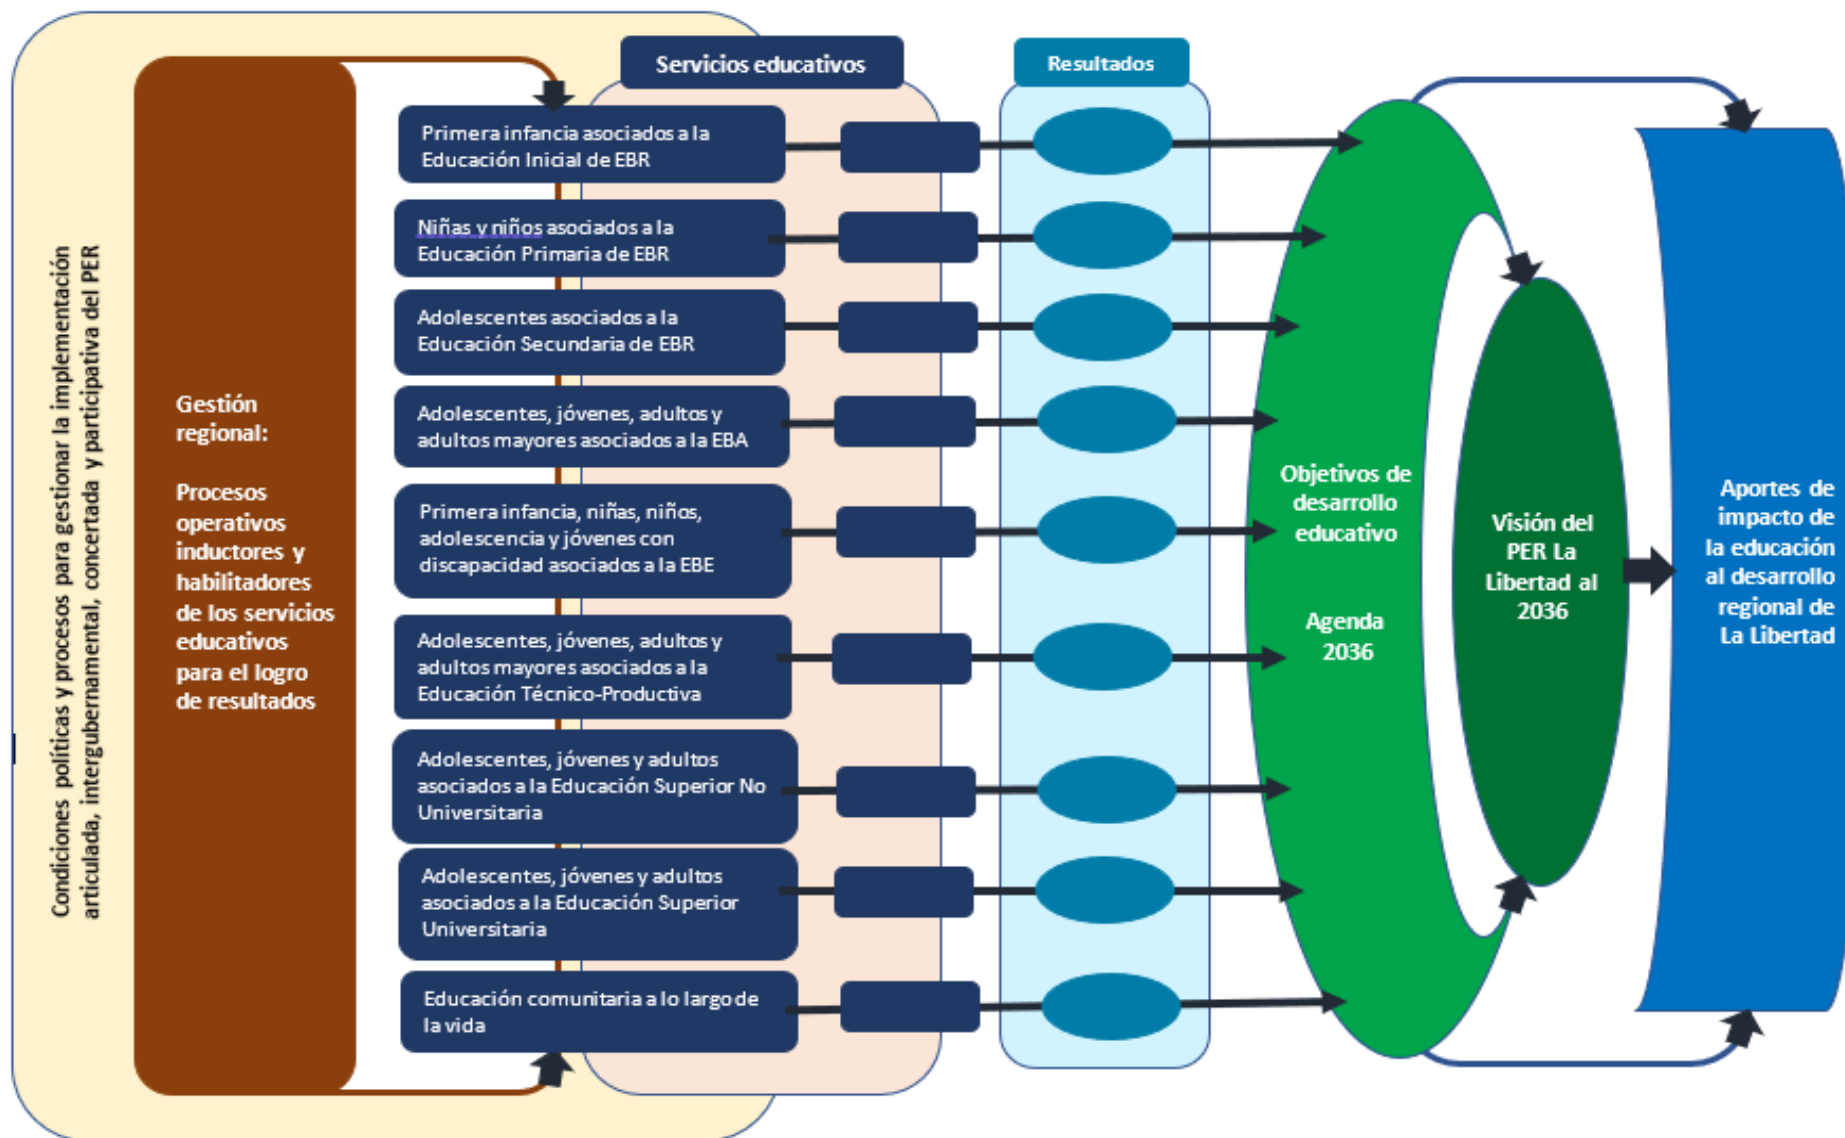 Condiciones políticas y procesos para gestionar la implementación
articulada, intergubernamental, concertada y participativa del PER
Gestión
regional:
Procesos
operativos
inductores y
habilitadores
de los servicios
educativos
para el logro
de resultados
Servicios educativos
Primera infancia asociados a la
Educación Inicial de EBR
Niñas y niños asociados a la
Educación Primaria de EBR
Adolescentes asociados a la
Educación Secundaria de EBR
Adolescentes, jóvenes, adultos y
adultos mayores asociados a la EBA
Primera infancia, niñas, niños,
adolescencia y jóvenes con
discapacidad asociados a la EBE
Adolescentes, jóvenes, adultos y
adultos mayores asociados a la
Educación Técnico-Productiva
Adolescentes, jóvenes y adultos
asociados a la Educación Superior No
Universitaria
Adolescentes, jóvenes y adultos
asociados a la Educación Superior
Universitaria
Educación comunitaria a lo largo de
la vida
Resultados
Objetivos de
desarrollo
educativo
Agenda
2036
Visión del
PER La
Libertad al
2036
Aportes de
impacto de
la educación
al desarrollo
regional de
La Libertad